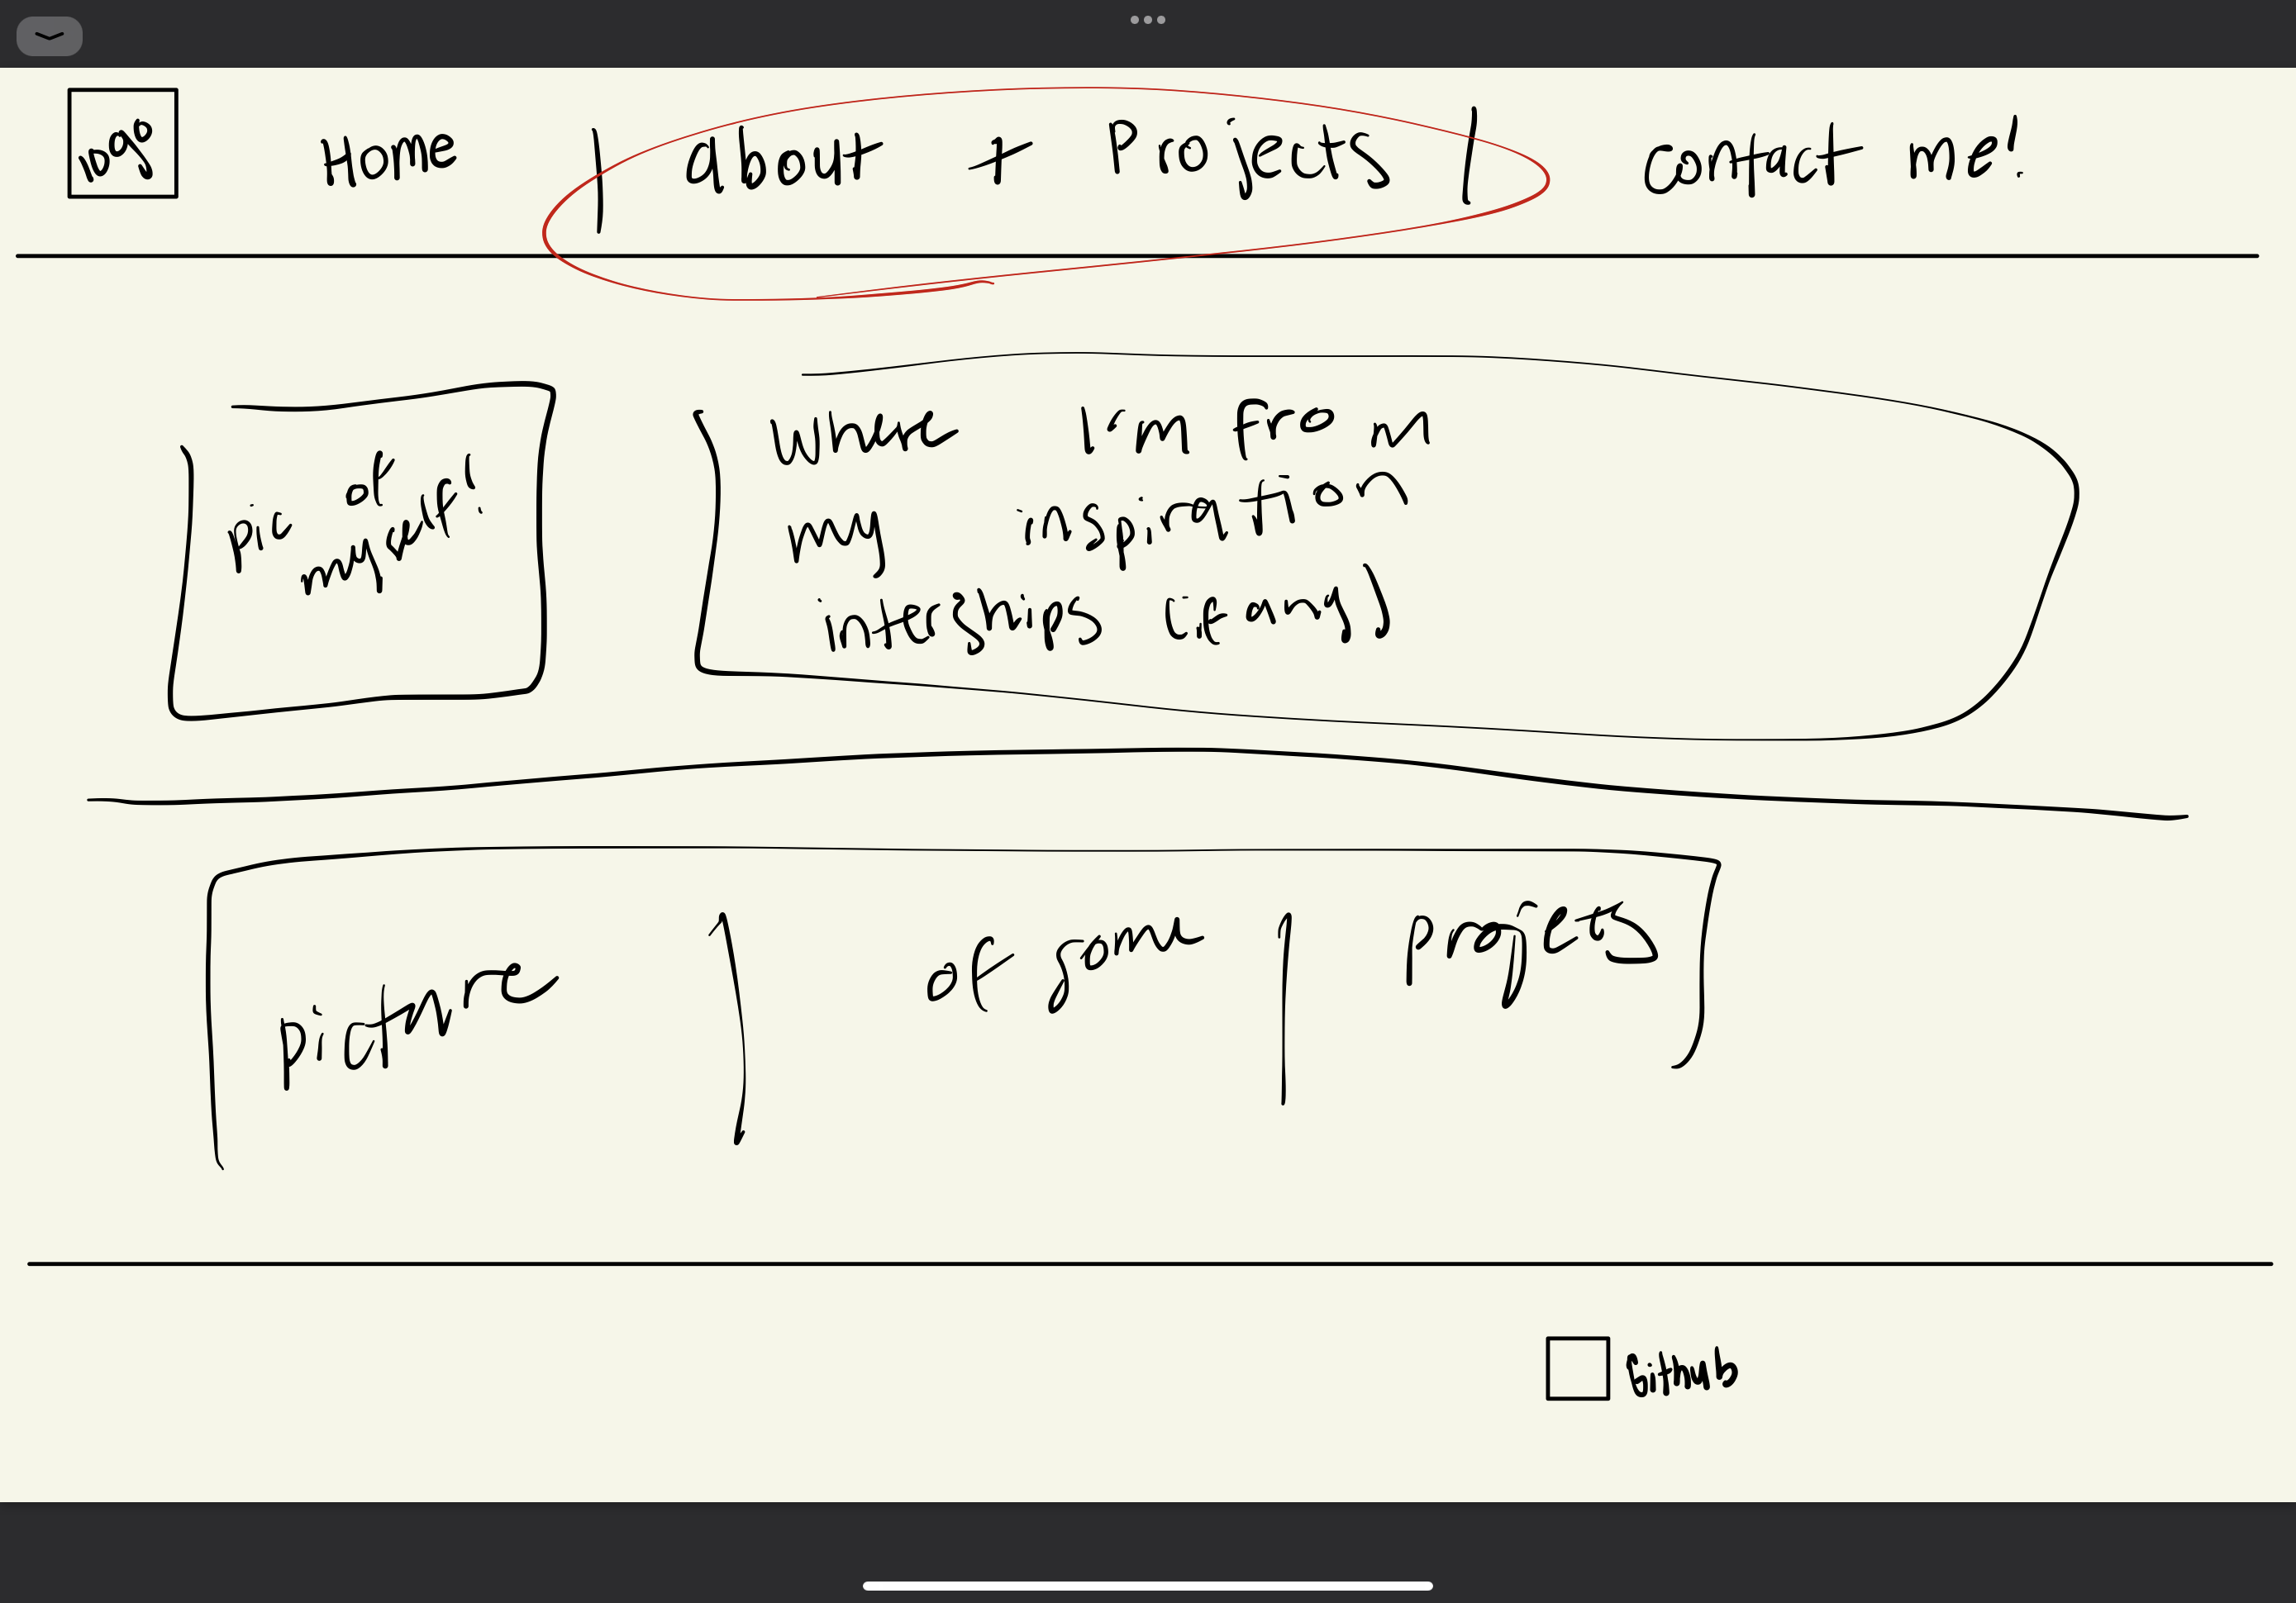 Home | about + Projects | contact me!
pic of myself!
Where I'm from
my inspiration
interships (if any)
picture | of some | projects
Github